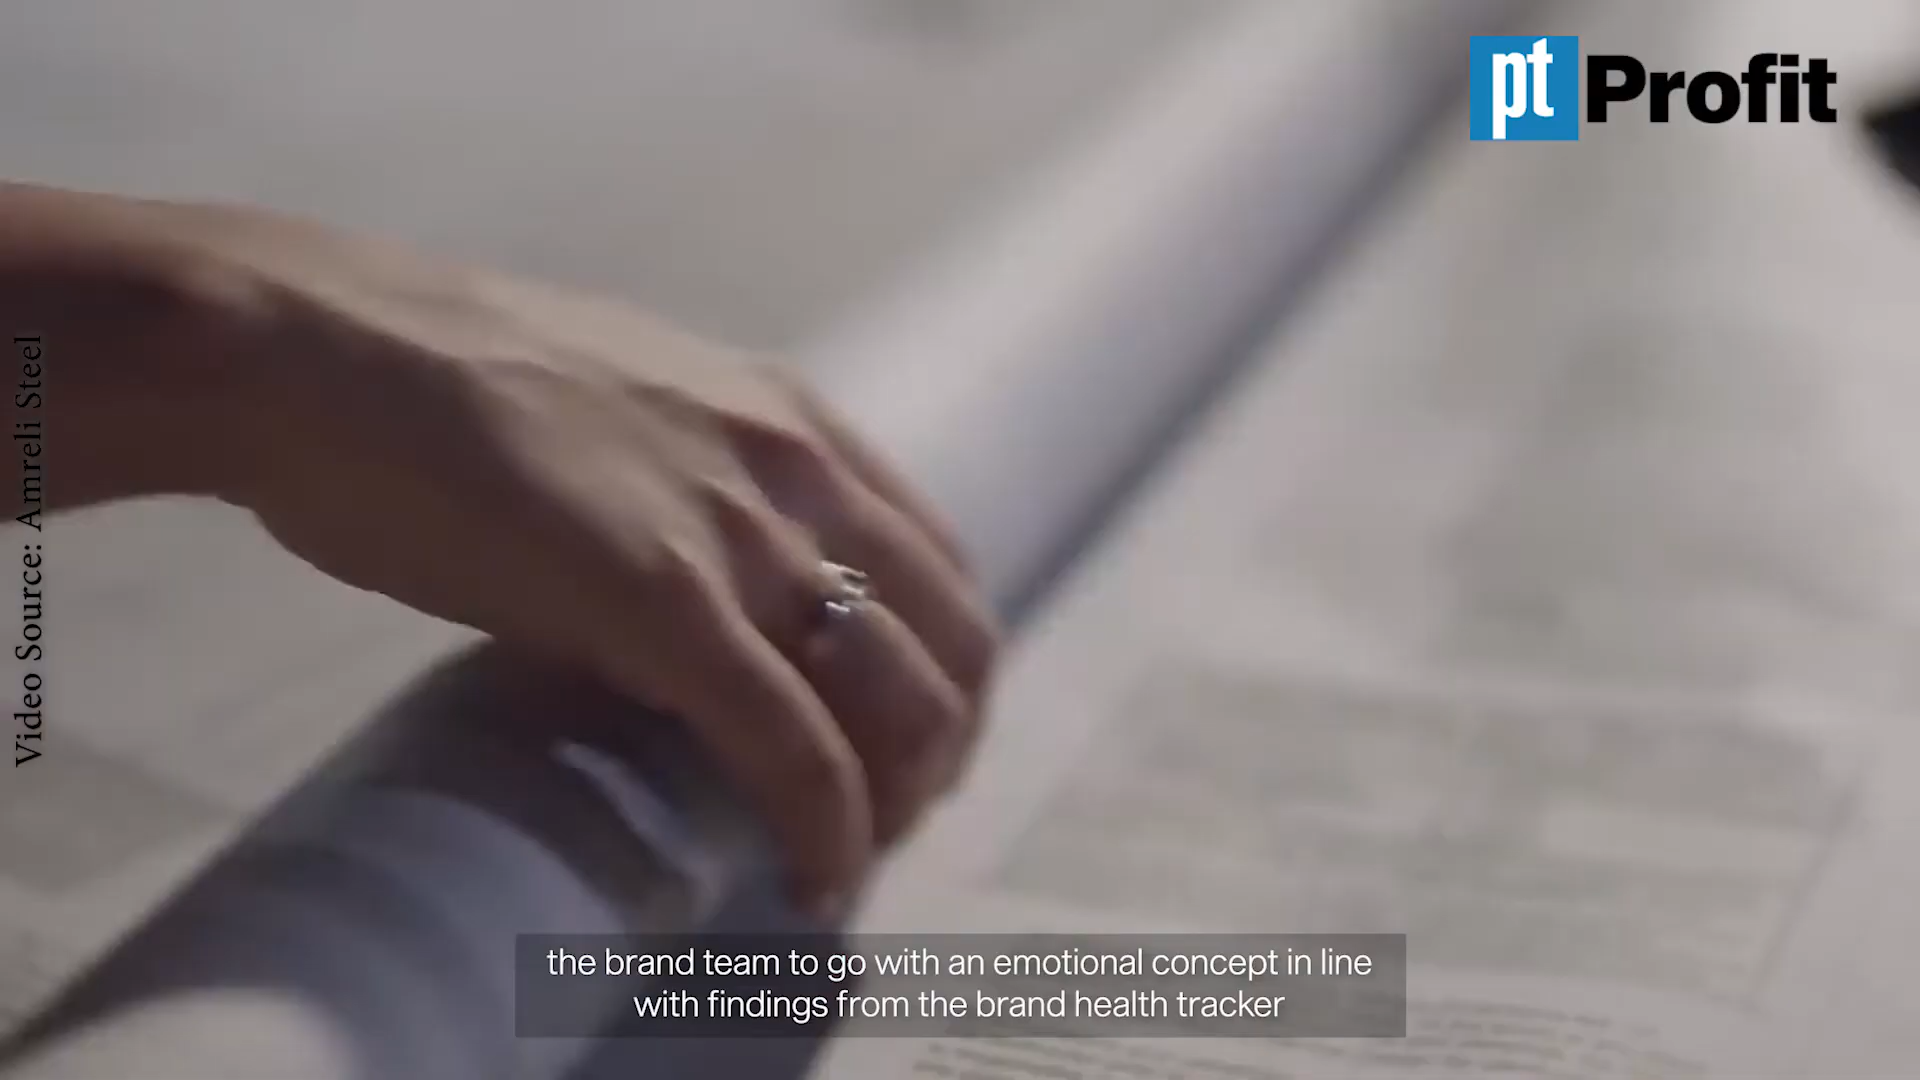 pt Profit
Video Source: Amreli Steel
the brand team to go with an emotional concept in line
with findings from the brand health tracker